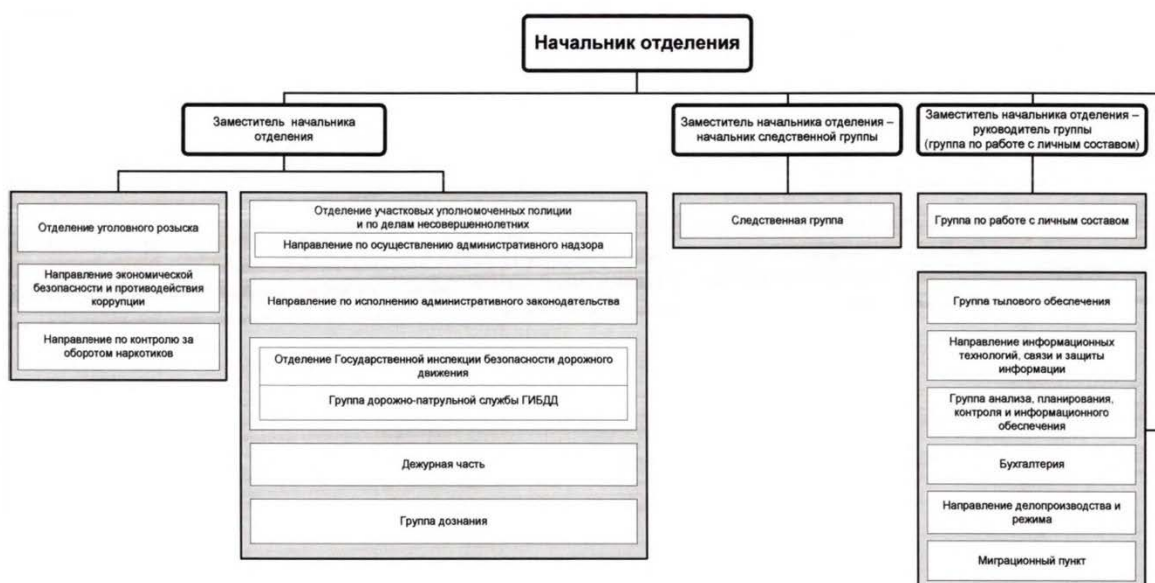 Начальник отделения
Заместитель начальника
отделения
Заместитель начальника отделения –
начальник следственной группы
Заместитель начальника отделения –
руководитель группы
(группа по работе с личным составом)
Отделение уголовного розыска
Направление экономической
безопасности и противодействия
коррупции
Направление по контролю за
оборотом наркотиков
Отделение участковых уполномоченных полиции
и по делам несовершеннолетних
Направление по осуществлению административного надзора
Направление по исполнению административного законодательства
Отделение Государственной инспекции безопасности дорожного
движения
Группа дорожно-патрульной службы ГИБДД
Дежурная часть
Группа дознания
Следственная группа
Группа по работе с личным составом
Группа тылового обеспечения
Направление информационных
технологий, связи и защиты
информации
Группа анализа, планирования,
контроля и информационного
обеспечения
Бухгалтерия
Направление делопроизводства и
режима
Миграционный пункт